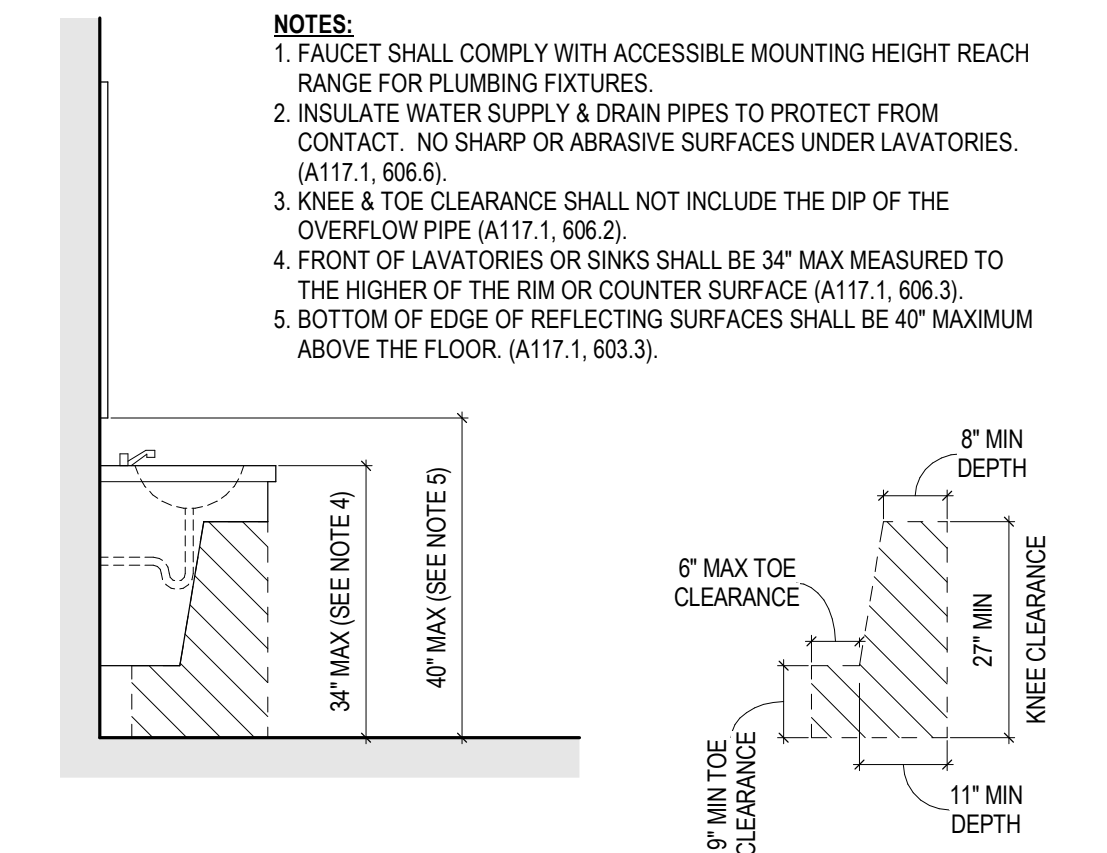 NOTES:
1. FAUCET SHALL COMPLY WITH ACCESSIBLE MOUNTING HEIGHT REACH
RANGE FOR PLUMBING FIXTURES.
2. INSULATE WATER SUPPLY & DRAIN PIPES TO PROTECT FROM
CONTACT. NO SHARP OR ABRASIVE SURFACES UNDER LAVATORIES.
(A117.1, 606.6).
3. KNEE & TOE CLEARANCE SHALL NOT INCLUDE THE DIP OF THE
OVERFLOW PIPE (A117.1, 606.2).
4. FRONT OF LAVATORIES OR SINKS SHALL BE 34" MAX MEASURED TO
THE HIGHER OF THE RIM OR COUNTER SURFACE (A117.1, 606.3).
5. BOTTOM OF EDGE OF REFLECTING SURFACES SHALL BE 40" MAXIMUM
ABOVE THE FLOOR. (A117.1, 603.3).
34" MAX (SEE NOTE 4)
40" MAX (SEE NOTE 5)
8" MIN
DEPTH
6" MAX TOE
CLEARANCE
27" MIN
KNEE CLEARANCE
9" MIN TOE
CLEARANCE
11" MIN
DEPTH